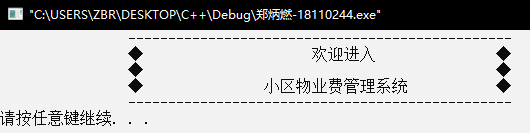 "C:\USERS\ZBR\DESKTOP\C++\Debug\郑炳燃-18110244.exe"
------------------------------------------------
◆ 欢迎进入 ◆
◆ ◆
◆ 小区物业费管理系统 ◆
------------------------------------------------
请按任意键继续. . .